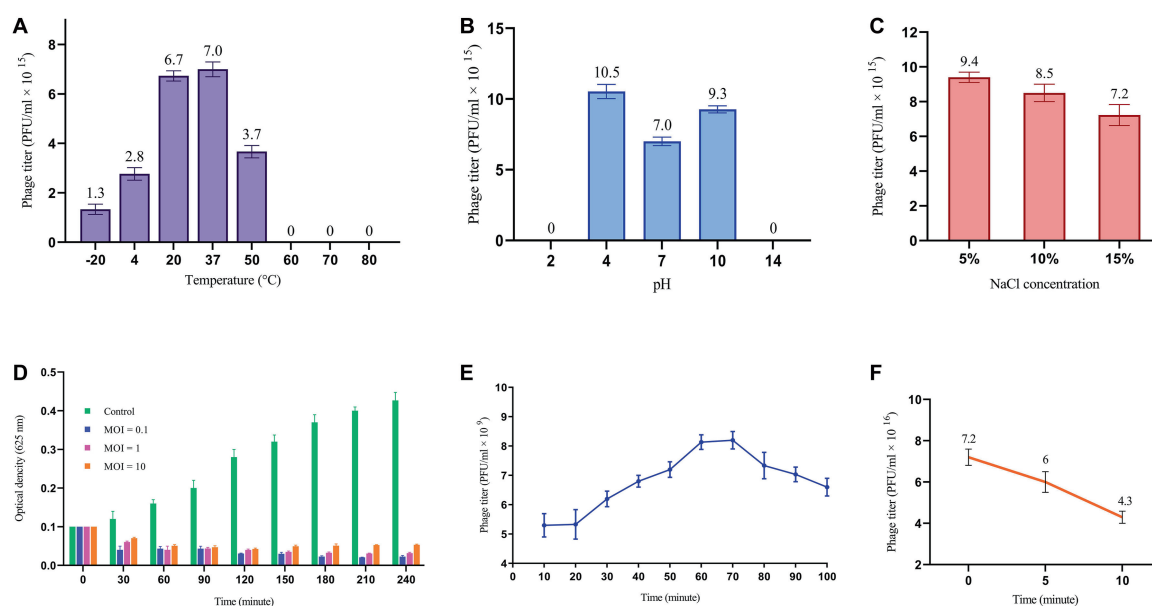 A
Phage titer (PFU/ml × 10 15)
8
6
4
2
0
1.3
2.8
6.7
7.0
3.7
0
0
0
-20 4 20 37 50 60 70 80
Temperature (°C)
B
Phage titer (PFU/ml × 10 15)
15
10
5
0
0
10.5
7.0
9.3
0
2 4 7 10 14
pH
C
Phage titer (PFU/ml × 10 15)
12
10
8
6
4
2
0
9.4
8.5
7.2
5% 10% 15%
NaCl concentration
D
Optical dencity (625 nm)
0.5
0.4
0.3
0.2
0.1
0.0
Control
MOI = 0.1
MOI = 1
MOI = 10
0 30 60 90 120 150 180 210 240
Time (minute)
E
Phage titer (PFU/ml × 10 9)
10
9
8
7
6
5
4
0 10 20 30 40 50 60 70 80 90 100
Time (minute)
F
Phage titer (PFU/ml × 10 16)
10
8
6
4
2
7.2
6
4.3
0 5 10
Time (minute)